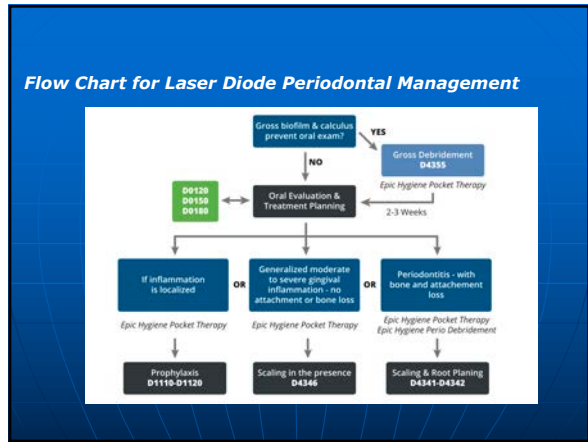 Flow Chart for Laser Diode Periodontal Management
Gross biofilm & calculus
prevent oral exam?
YES
Gross Debridement
D4355
NO
Epic Hygiene Pocket Therapy
D0120
D0150
D0180
Oral Evaluation &
Treatment Planning
2-3 Weeks
If inflammation
is localized
OR
Generalized moderate
to severe gingival
inflammation - no
attachment or bone loss
OR
Periodontitis - with
bone and attachement
loss
Epic Hygiene Pocket Therapy
Epic Hygiene Pocket Therapy
Epic Hygiene Pocket Therapy
Epic Hygiene Perio Debridement
Prophylaxis
D1110-D1120
Scaling in the presence
D4346
Scaling & Root Planing
D4341-D4342